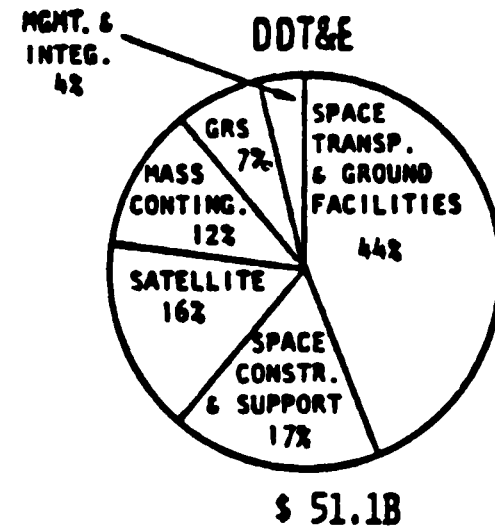 MGMT. &
INTEG.
4%
DDT&E
SPACE
TRANSP.
& GROUND
FACILITIES
44%
GRS
7%
MASS
CONTING.
12%
SATELLITE
16%
SPACE
CONSTR.
& SUPPORT
17%
$ 51.1B